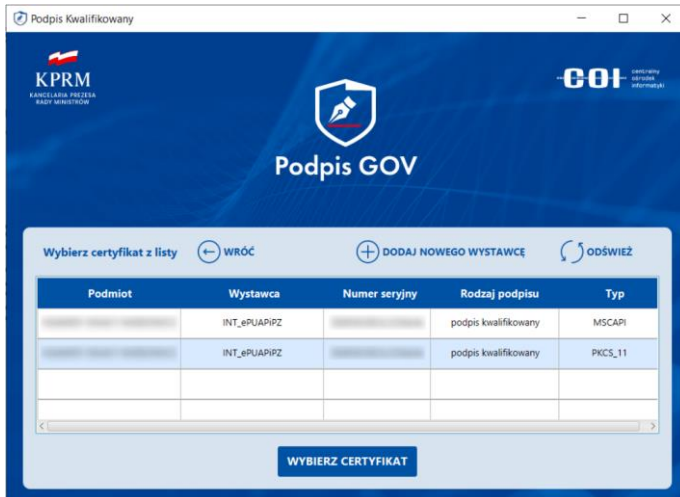 Podpis Kwalifikowany
KPRM
KANCELARIA PREZESA
RADY MINISTRÓW
COI centralny
ośrodek
informatyki
Podpis GOV
Wybierz certyfikat z listy WRÓĆ DODAJ NOWEGO WYSTAWCĘ ODŚWIEŻ
Podmiot Wystawca Numer seryjny Rodzaj podpisu Typ
INT_ePUAPiPZ podpis kwalifikowany MSCAPI
INT_ePUAPiPZ podpis kwalifikowany PKCS_11
WYBIERZ CERTYFIKAT